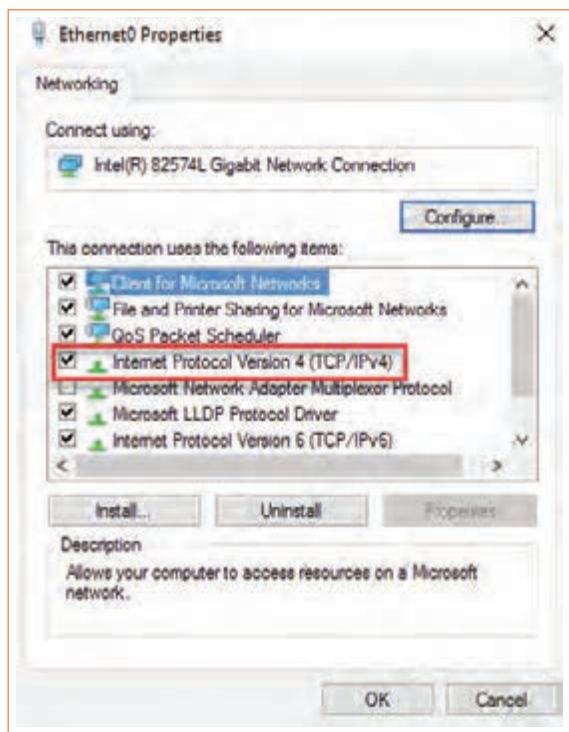 Ethernet0 Properties
Networking
Connect using:
Intel(R) 82574L Gigabit Network Connection
Configure...
This connection uses the following items:
Client for Microsoft Networks
File and Printer Sharing for Microsoft Networks
QoS Packet Scheduler
Internet Protocol Version 4 (TCP/IPv4)
Microsoft Network Adapter Multiplexor Protocol
Microsoft LLDP Protocol Driver
Internet Protocol Version 6 (TCP/IPv6)
Install...
Uninstall
Properties
Description
Allows your computer to access resources on a Microsoft
network.
OK
Cancel